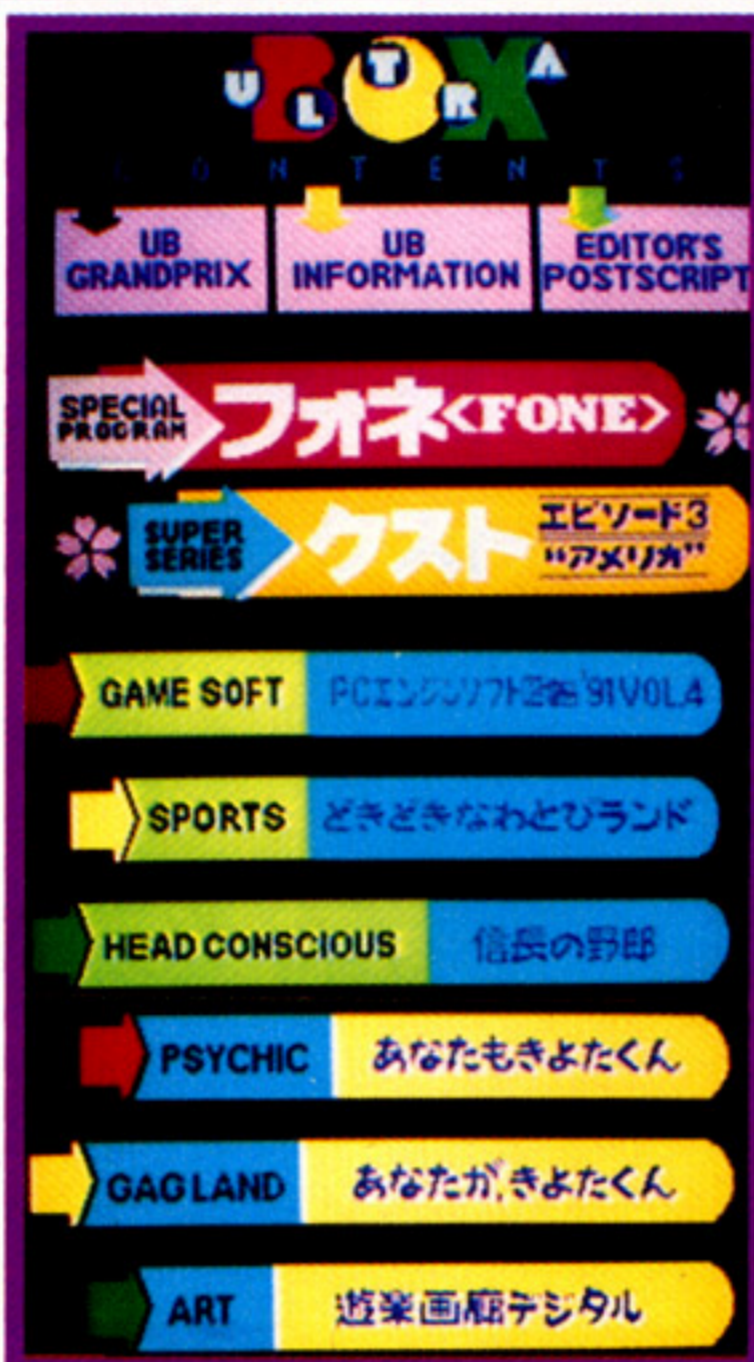 ULTRA BOX
CONTENTS
UB GRANDPRIX
UB INFORMATION
EDITOR'S POSTSCRIPT
SPECIAL PROGRAM フォネ<FONE>
SUPER SERIES クスト エピソード3 "アメリカ"
GAME SOFT PCエンジンソフト '91 VOL.4
SPORTS どきどきなわとびランド
HEAD CONSCIOUS 信長の野郎
PSYCHIC あなたもきよたくん
GAG LAND あなたが、きよたくん
ART 遊楽画廊デジタル